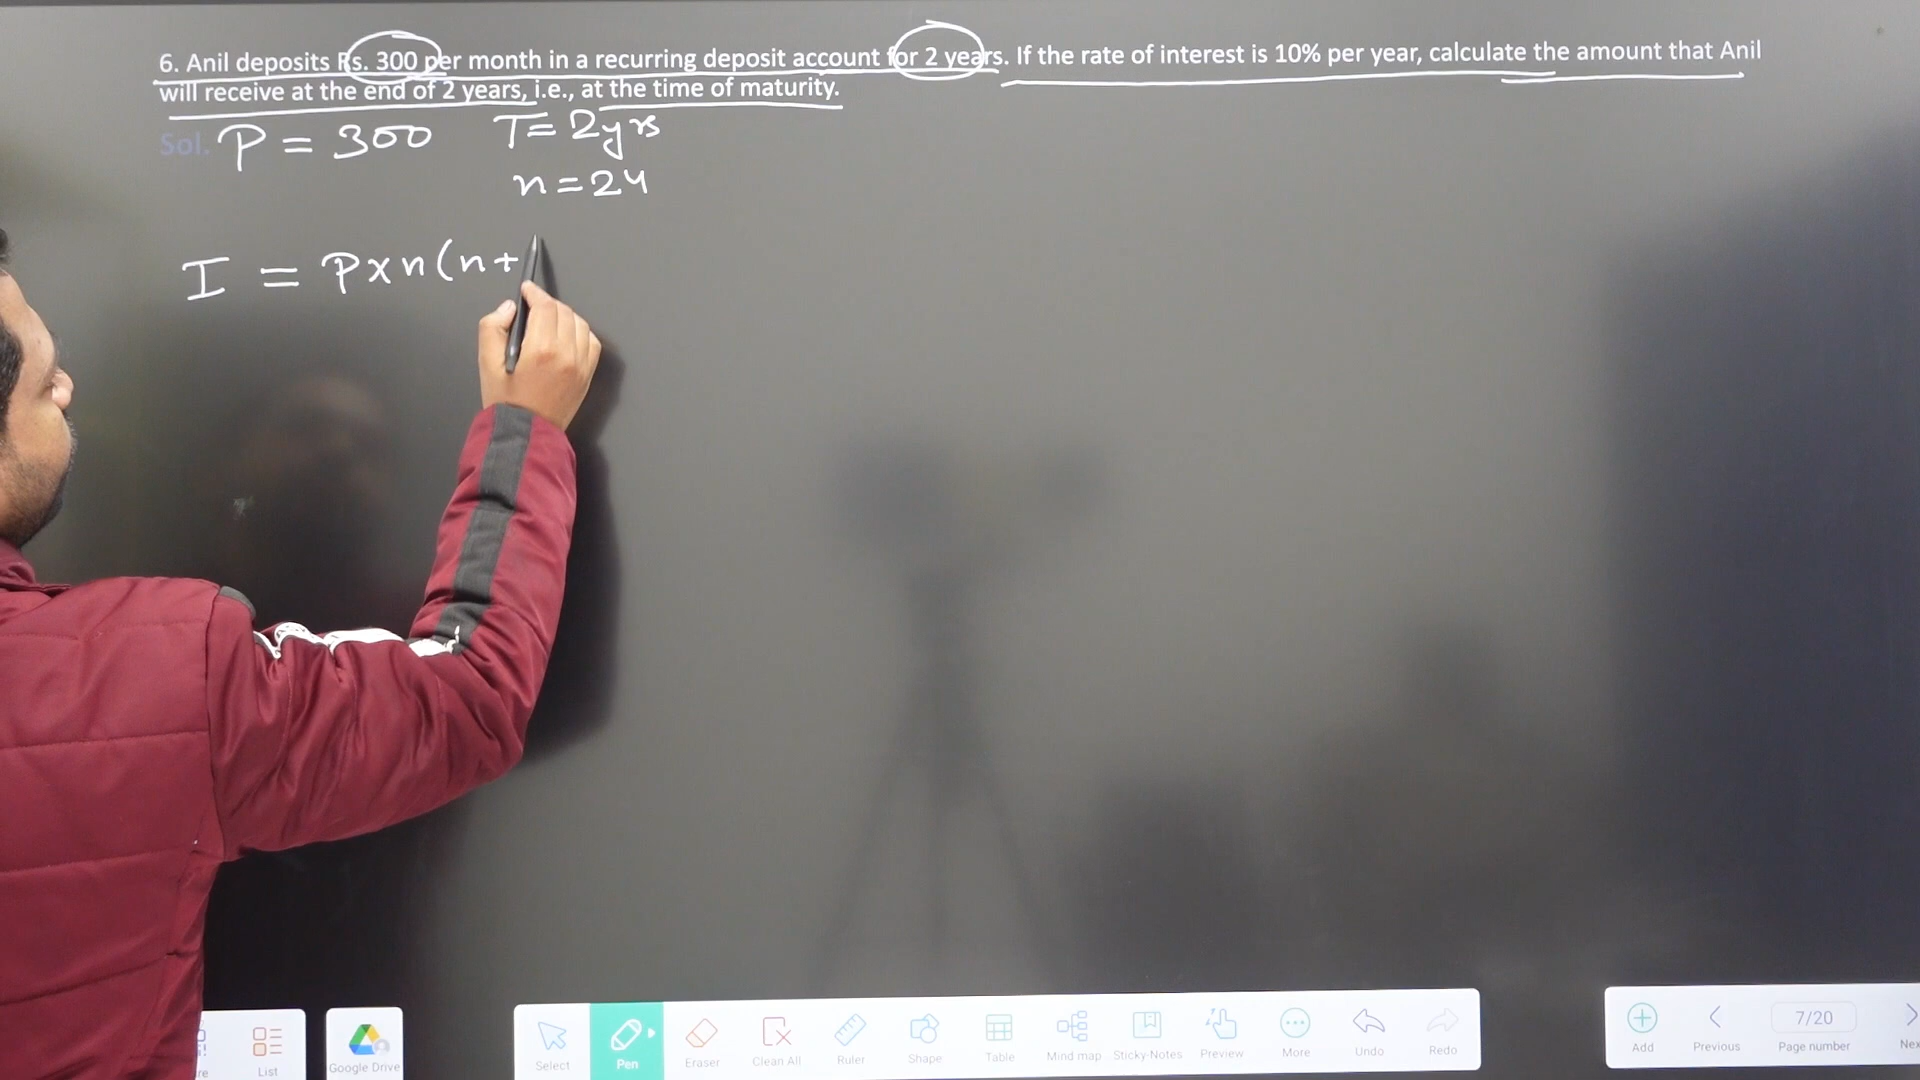 6. Anil deposits Rs. 300 per month in a recurring deposit account for 2 years. If the rate of interest is 10% per year, calculate the amount that Anil
will receive at the end of 2 years, i.e., at the time of maturity.
Sol. P = 300 T = 2yrs
n = 24
I = P x n (n +
List
Google Drive
Select
Pen
Eraser
Clean All
Ruler
Shape
Table
Mind map
Sticky-Notes
Preview
More
Undo
Redo
Add
Previous
7/20
Page number